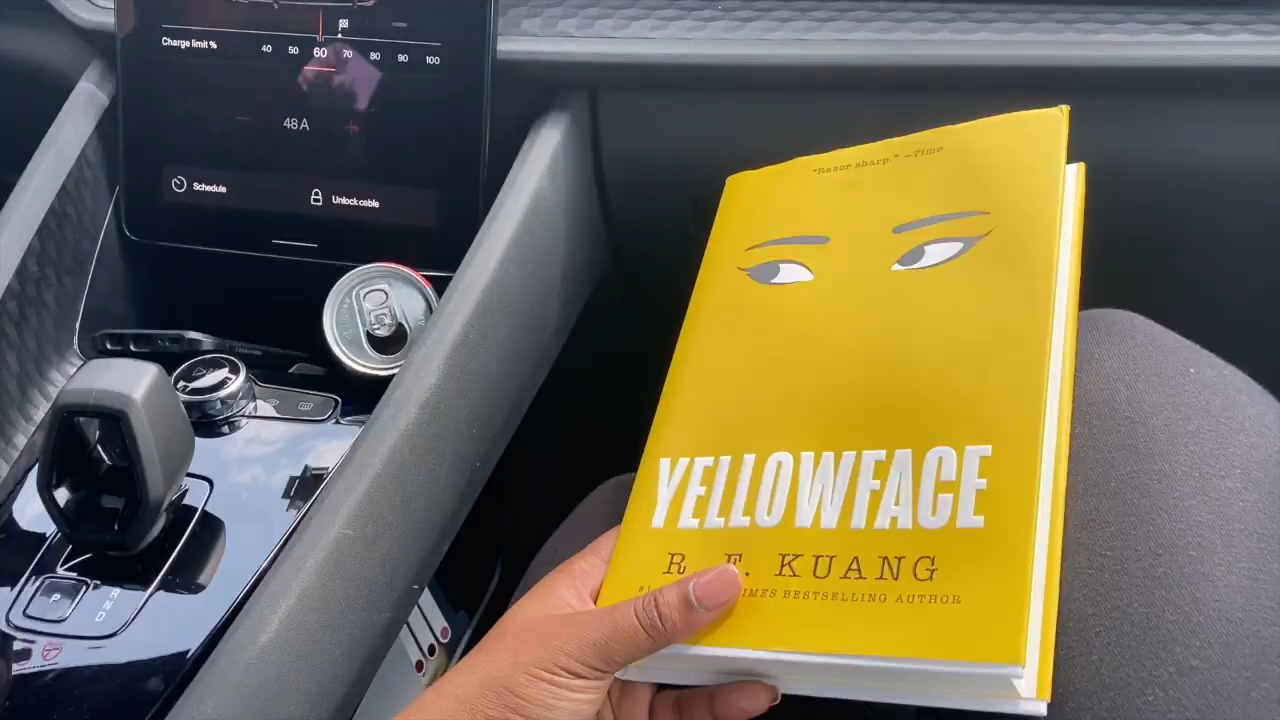 Charge limit %
40 50 60 70 80 90 100
48 A
Schedule
Unlock cable
P
R
N
D
"Razor sharp." —Time
YELLOWFACE
R. F. KUANG
TIMES BESTSELLING AUTHOR